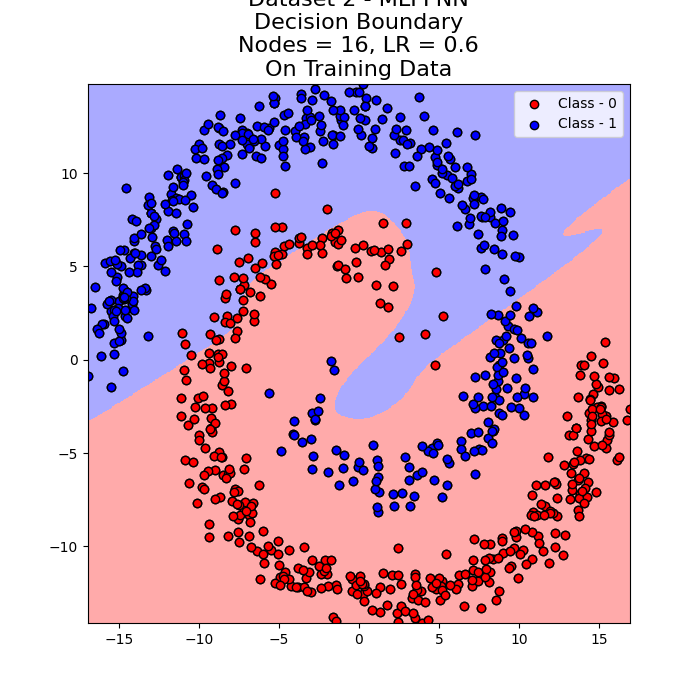 Dataset 2 - MLFFNN
Decision Boundary
Nodes = 16, LR = 0.6
On Training Data
Class - 0
Class - 1
10
5
0
−5
−10
−15
−10
−5
0
5
10
15